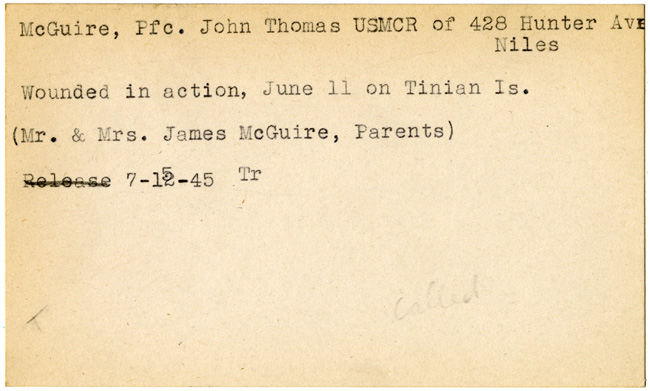 McGuire, Pfc. John Thomas USMCR of 428 Hunter Ave
Niles
Wounded in action, June 11 on Tinian Is.
(Mr. & Mrs. James McGuire, Parents)
Release 7-15-45 Tr
Called